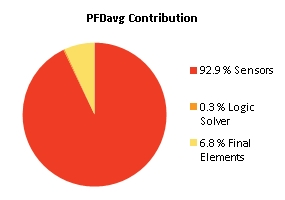 PFDavg Contribution
92.9 % Sensors
0.3 % Logic
Solver
6.8 % Final
Elements